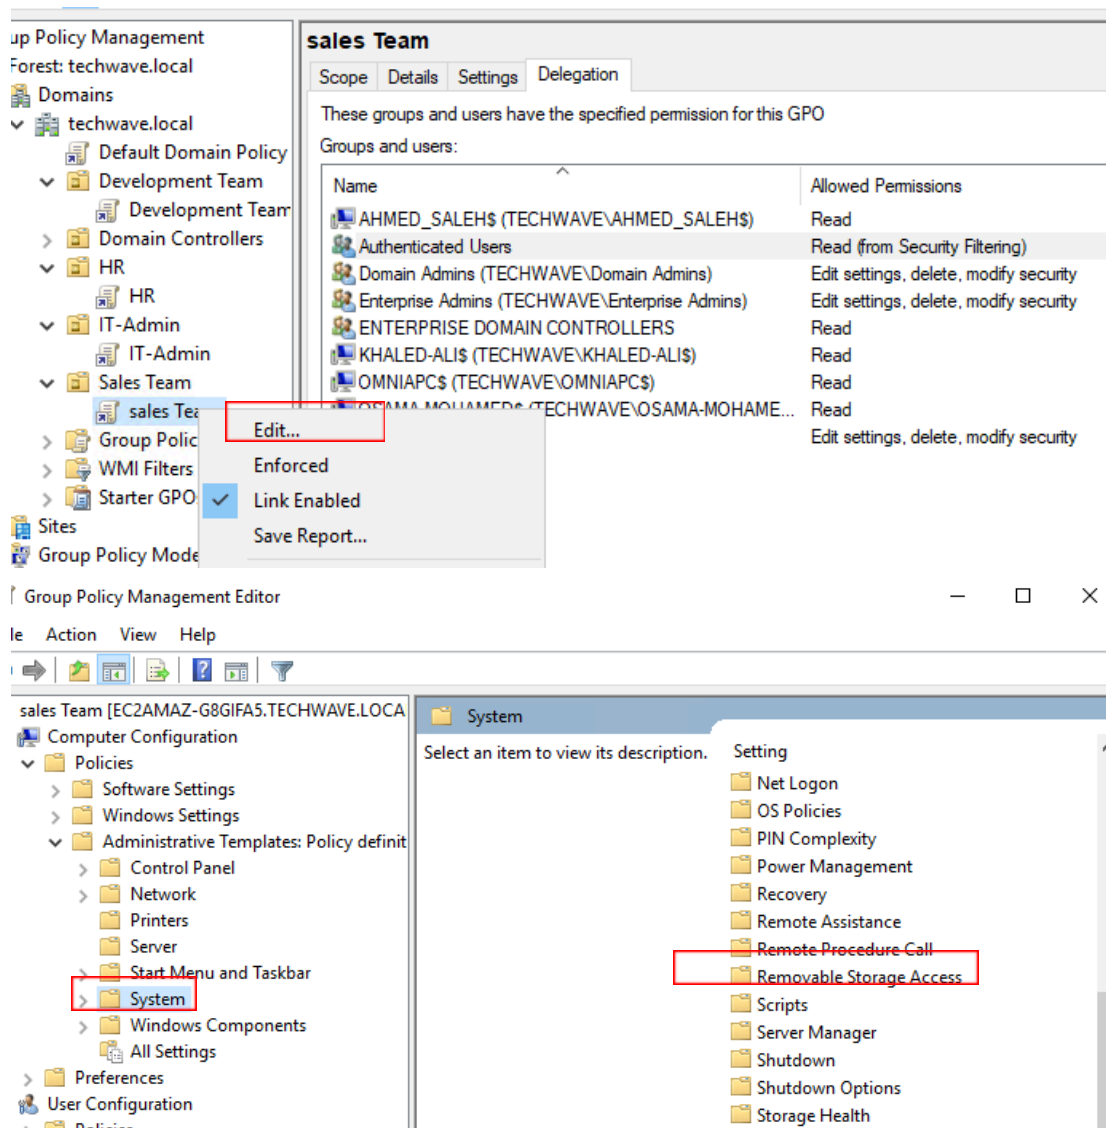 up Policy Management
Forest: techwave.local
Domains
techwave.local
Default Domain Policy
Development Team
Development Team
Domain Controllers
HR
HR
IT-Admin
IT-Admin
Sales Team
sales Tea
Group Polic
WMI Filters
Starter GPO
Sites
Group Policy Mode
Edit...
Enforced
Link Enabled
Save Report...
sales Team
Scope Details Settings Delegation
These groups and users have the specified permission for this GPO
Groups and users:
Name Allowed Permissions
AHMED_SALEH$ (TECHWAVE\AHMED_SALEH$) Read
Authenticated Users Read (from Security Filtering)
Domain Admins (TECHWAVE\Domain Admins) Edit settings, delete, modify security
Enterprise Admins (TECHWAVE\Enterprise Admins) Edit settings, delete, modify security
ENTERPRISE DOMAIN CONTROLLERS Read
KHALED-ALI$ (TECHWAVE\KHALED-ALI$) Read
OMNIAPC$ (TECHWAVE\OMNIAPC$) Read
OSAMA-MOHAMED$ (TECHWAVE\OSAMA-MOHAME... Read
Edit settings, delete, modify security
Group Policy Management Editor
le Action View Help
sales Team [EC2AMAZ-G8GIFA5.TECHWAVE.LOCA
Computer Configuration
Policies
Software Settings
Windows Settings
Administrative Templates: Policy definit
Control Panel
Network
Printers
Server
Start Menu and Taskbar
System
Windows Components
All Settings
Preferences
User Configuration
Policies
System
Select an item to view its description.
Setting
Net Logon
OS Policies
PIN Complexity
Power Management
Recovery
Remote Assistance
Remote Procedure Call
Removable Storage Access
Scripts
Server Manager
Shutdown
Shutdown Options
Storage Health